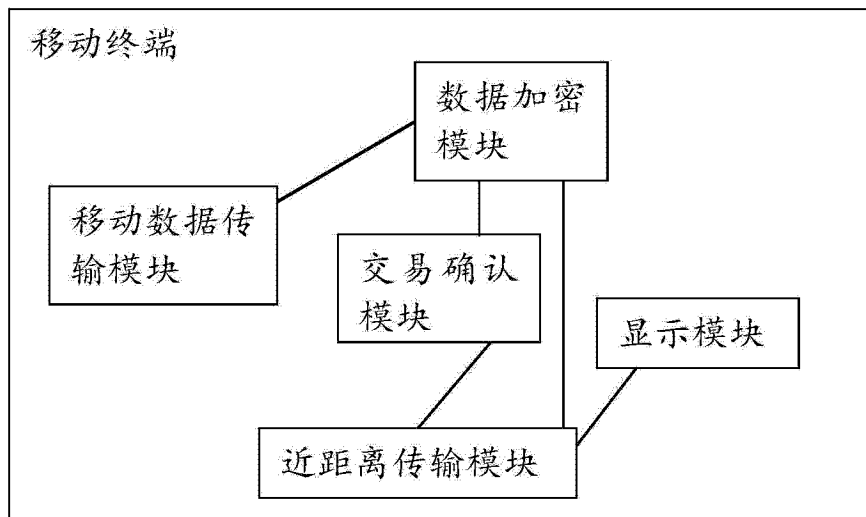 移动终端
数据加密
模块
移动数据传
输模块
交易确认
模块
显示模块
近距离传输模块